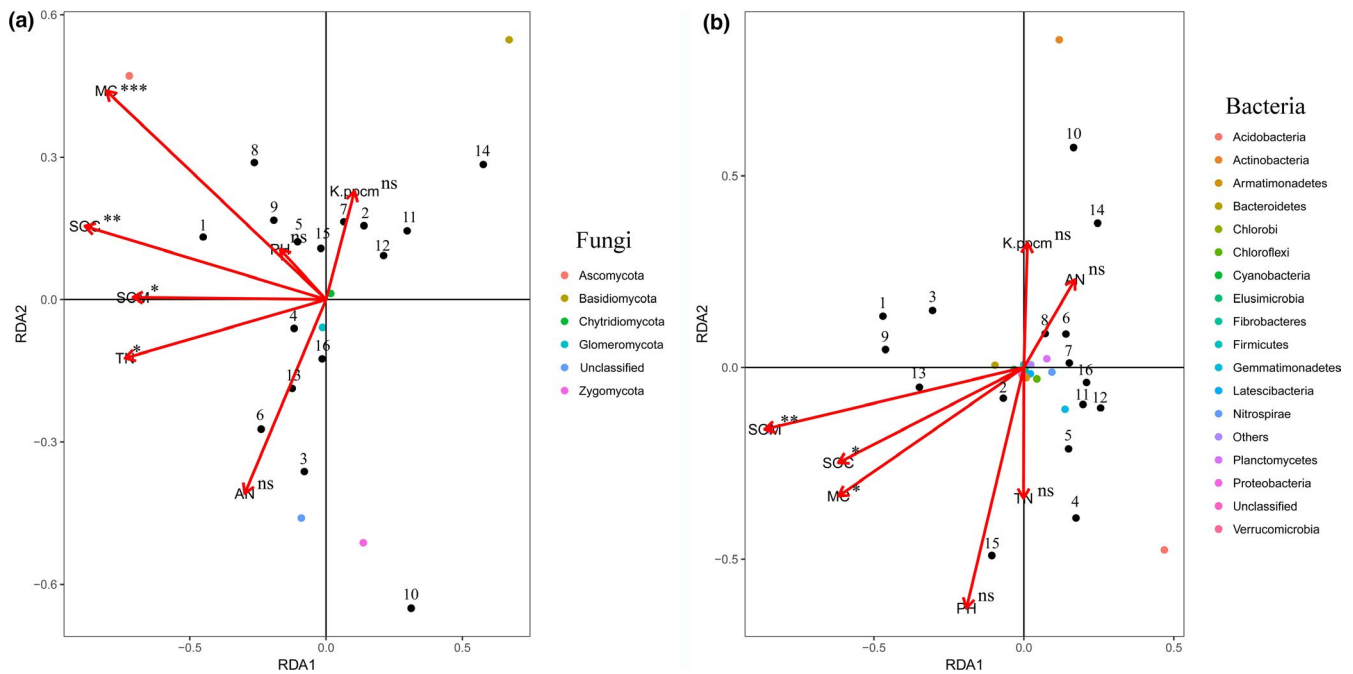 (a)
0.6
0.3
0.0
−0.3
−0.6
RDA2
−0.5
0.0
0.5
RDA1
MC ***
SOC **
SOM *
TN *
PH ns
K.ppcm ns
AN ns
8
14
9
7
2
11
1
5
15
12
4
16
13
6
3
10
Fungi
Ascomycota
Basidiomycota
Chytridiomycota
Glomeromycota
Unclassified
Zygomycota
(b)
0.5
0.0
−0.5
RDA2
−0.5
0.0
0.5
RDA1
10
14
K.ppcm ns
AN ns
1
3
8
6
9
7
13
2
16
11
12
SOM **
5
SOC *
MC *
TN ns
4
15
PH ns
Bacteria
Acidobacteria
Actinobacteria
Armatimonadetes
Bacteroidetes
Chlorobi
Chloroflexi
Cyanobacteria
Elusimicrobia
Fibrobacteres
Firmicutes
Gemmatimonadetes
Latescibacteria
Nitrospirae
Others
Planctomycetes
Proteobacteria
Unclassified
Verrucomicrobia